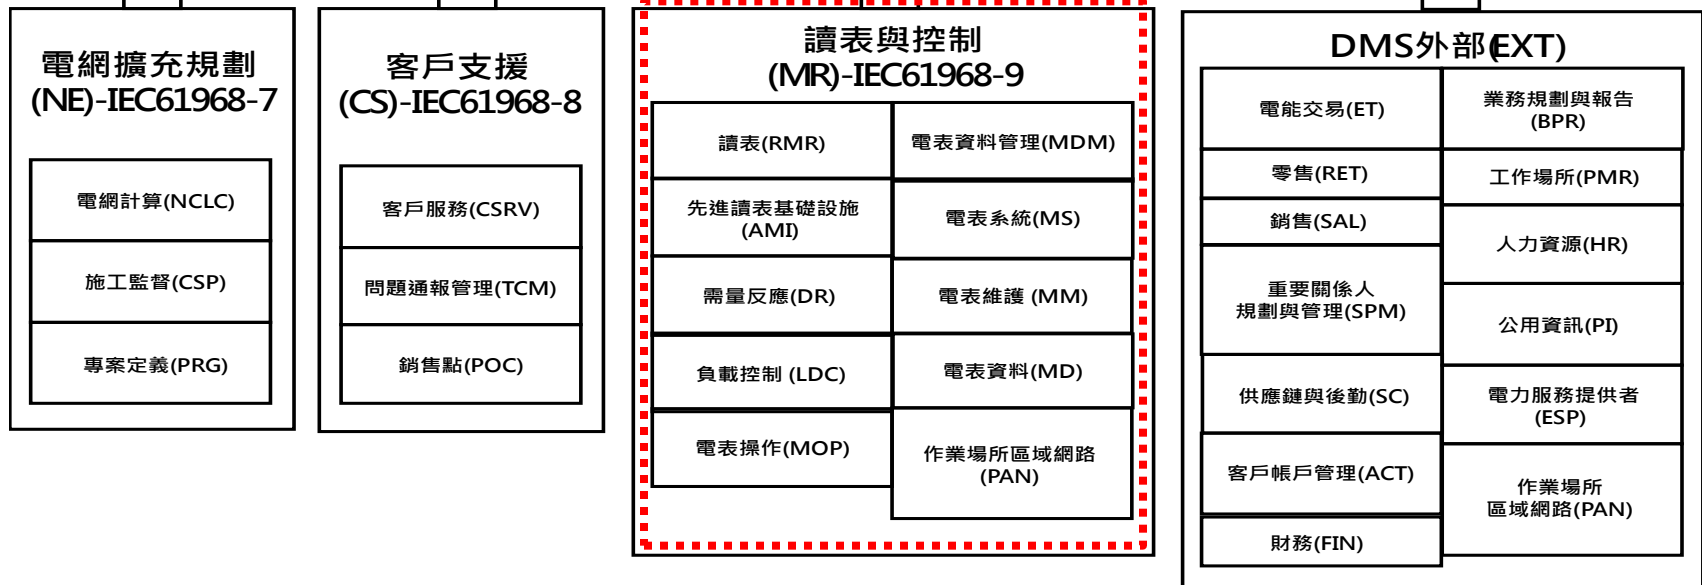 電網擴充規劃
(NE)-IEC61968-7
電網計算(NCLC)
施工監督(CSP)
專案定義(PRG)
客戶支援
(CS)-IEC61968-8
客戶服務(CSRV)
問題通報管理(TCM)
銷售點(POC)
讀表與控制
(MR)-IEC61968-9
讀表(RMR)
先進讀表基礎設施
(AMI)
需量反應(DR)
負載控制 (LDC)
電表操作(MOP)
電表資料管理(MDM)
電表系統(MS)
電表維護 (MM)
電表資料(MD)
作業場所區域網路
(PAN)
DMS外部(EXT)
電能交易(ET)
零售(RET)
銷售(SAL)
重要關係人
規劃與管理(SPM)
供應鏈與後勤(SC)
客戶帳戶管理(ACT)
財務(FIN)
業務規劃與報告
(BPR)
工作場所(PMR)
人力資源(HR)
公用資訊(PI)
電力服務提供者
(ESP)
作業場所
區域網路(PAN)